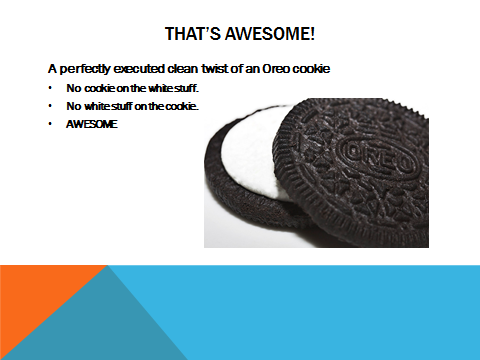 THAT'S AWESOME!
A perfectly executed clean twist of an Oreo cookie
• No cookie on the white stuff.
• No white stuff on the cookie.
• AWESOME
OREO